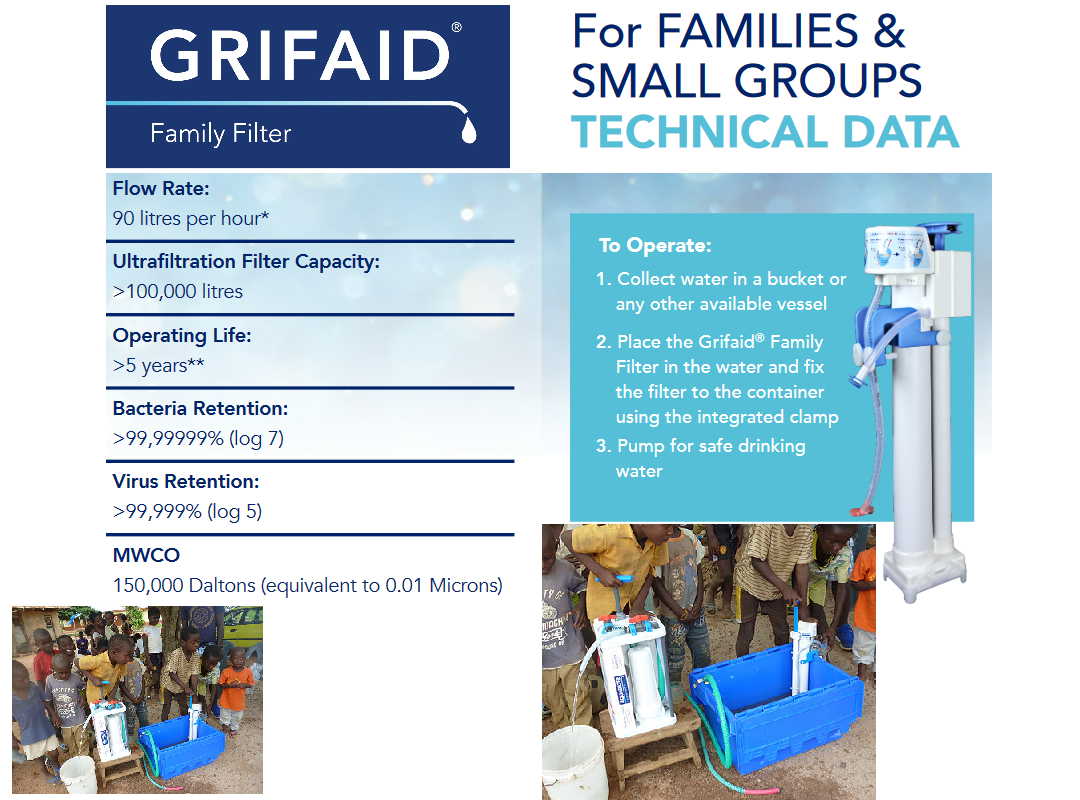 GRIFAID®
Family Filter
For FAMILIES &
SMALL GROUPS
TECHNICAL DATA
Flow Rate:
90 litres per hour*
Ultrafiltration Filter Capacity:
>100,000 litres
Operating Life:
>5 years**
Bacteria Retention:
>99,99999% (log 7)
Virus Retention:
>99,999% (log 5)
MWCO
150,000 Daltons (equivalent to 0.01 Microns)
To Operate:
1. Collect water in a bucket or
any other available vessel
2. Place the Grifaid® Family
Filter in the water and fix
the filter to the container
using the integrated clamp
3. Pump for safe drinking
water